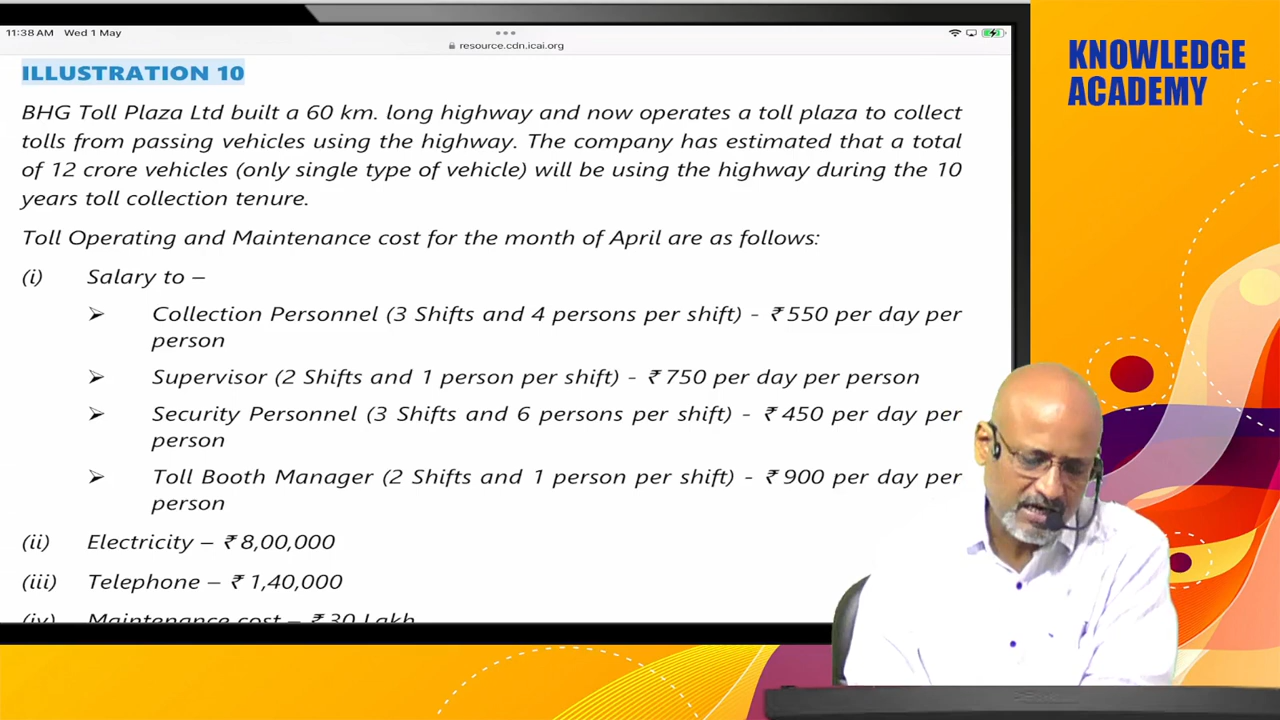 11:38 AM Wed 1 May
resource.cdn.icai.org
KNOWLEDGE
ACADEMY
ILLUSTRATION 10
BHG Toll Plaza Ltd built a 60 km. long highway and now operates a toll plaza to collect
tolls from passing vehicles using the highway. The company has estimated that a total
of 12 crore vehicles (only single type of vehicle) will be using the highway during the 10
years toll collection tenure.
Toll Operating and Maintenance cost for the month of April are as follows:
(i) Salary to –
➢ Collection Personnel (3 Shifts and 4 persons per shift) - ₹ 550 per day per
person
➢ Supervisor (2 Shifts and 1 person per shift) - ₹ 750 per day per person
➢ Security Personnel (3 Shifts and 6 persons per shift) - ₹ 450 per day per
person
➢ Toll Booth Manager (2 Shifts and 1 person per shift) - ₹ 900 per day per
person
(ii) Electricity – ₹ 8,00,000
(iii) Telephone – ₹ 1,40,000
(iv) Maintenance cost – ₹ 30 Lakh